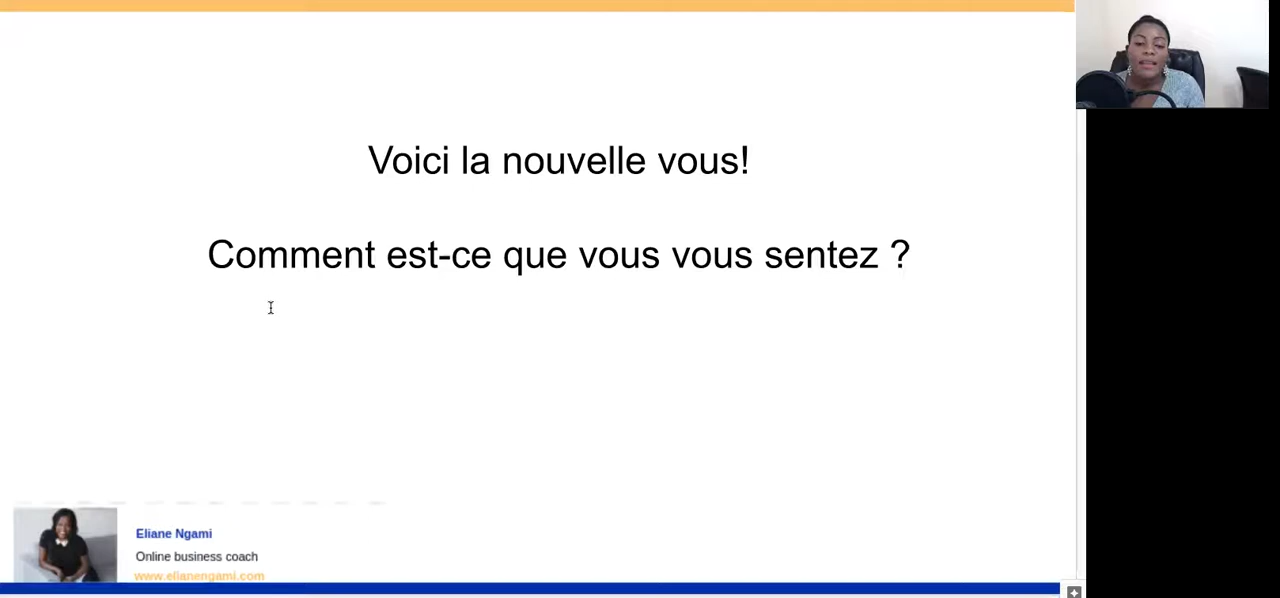 Voici la nouvelle vous!
Comment est-ce que vous vous sentez ?
Eliane Ngami
Online business coach
www.elianengami.com